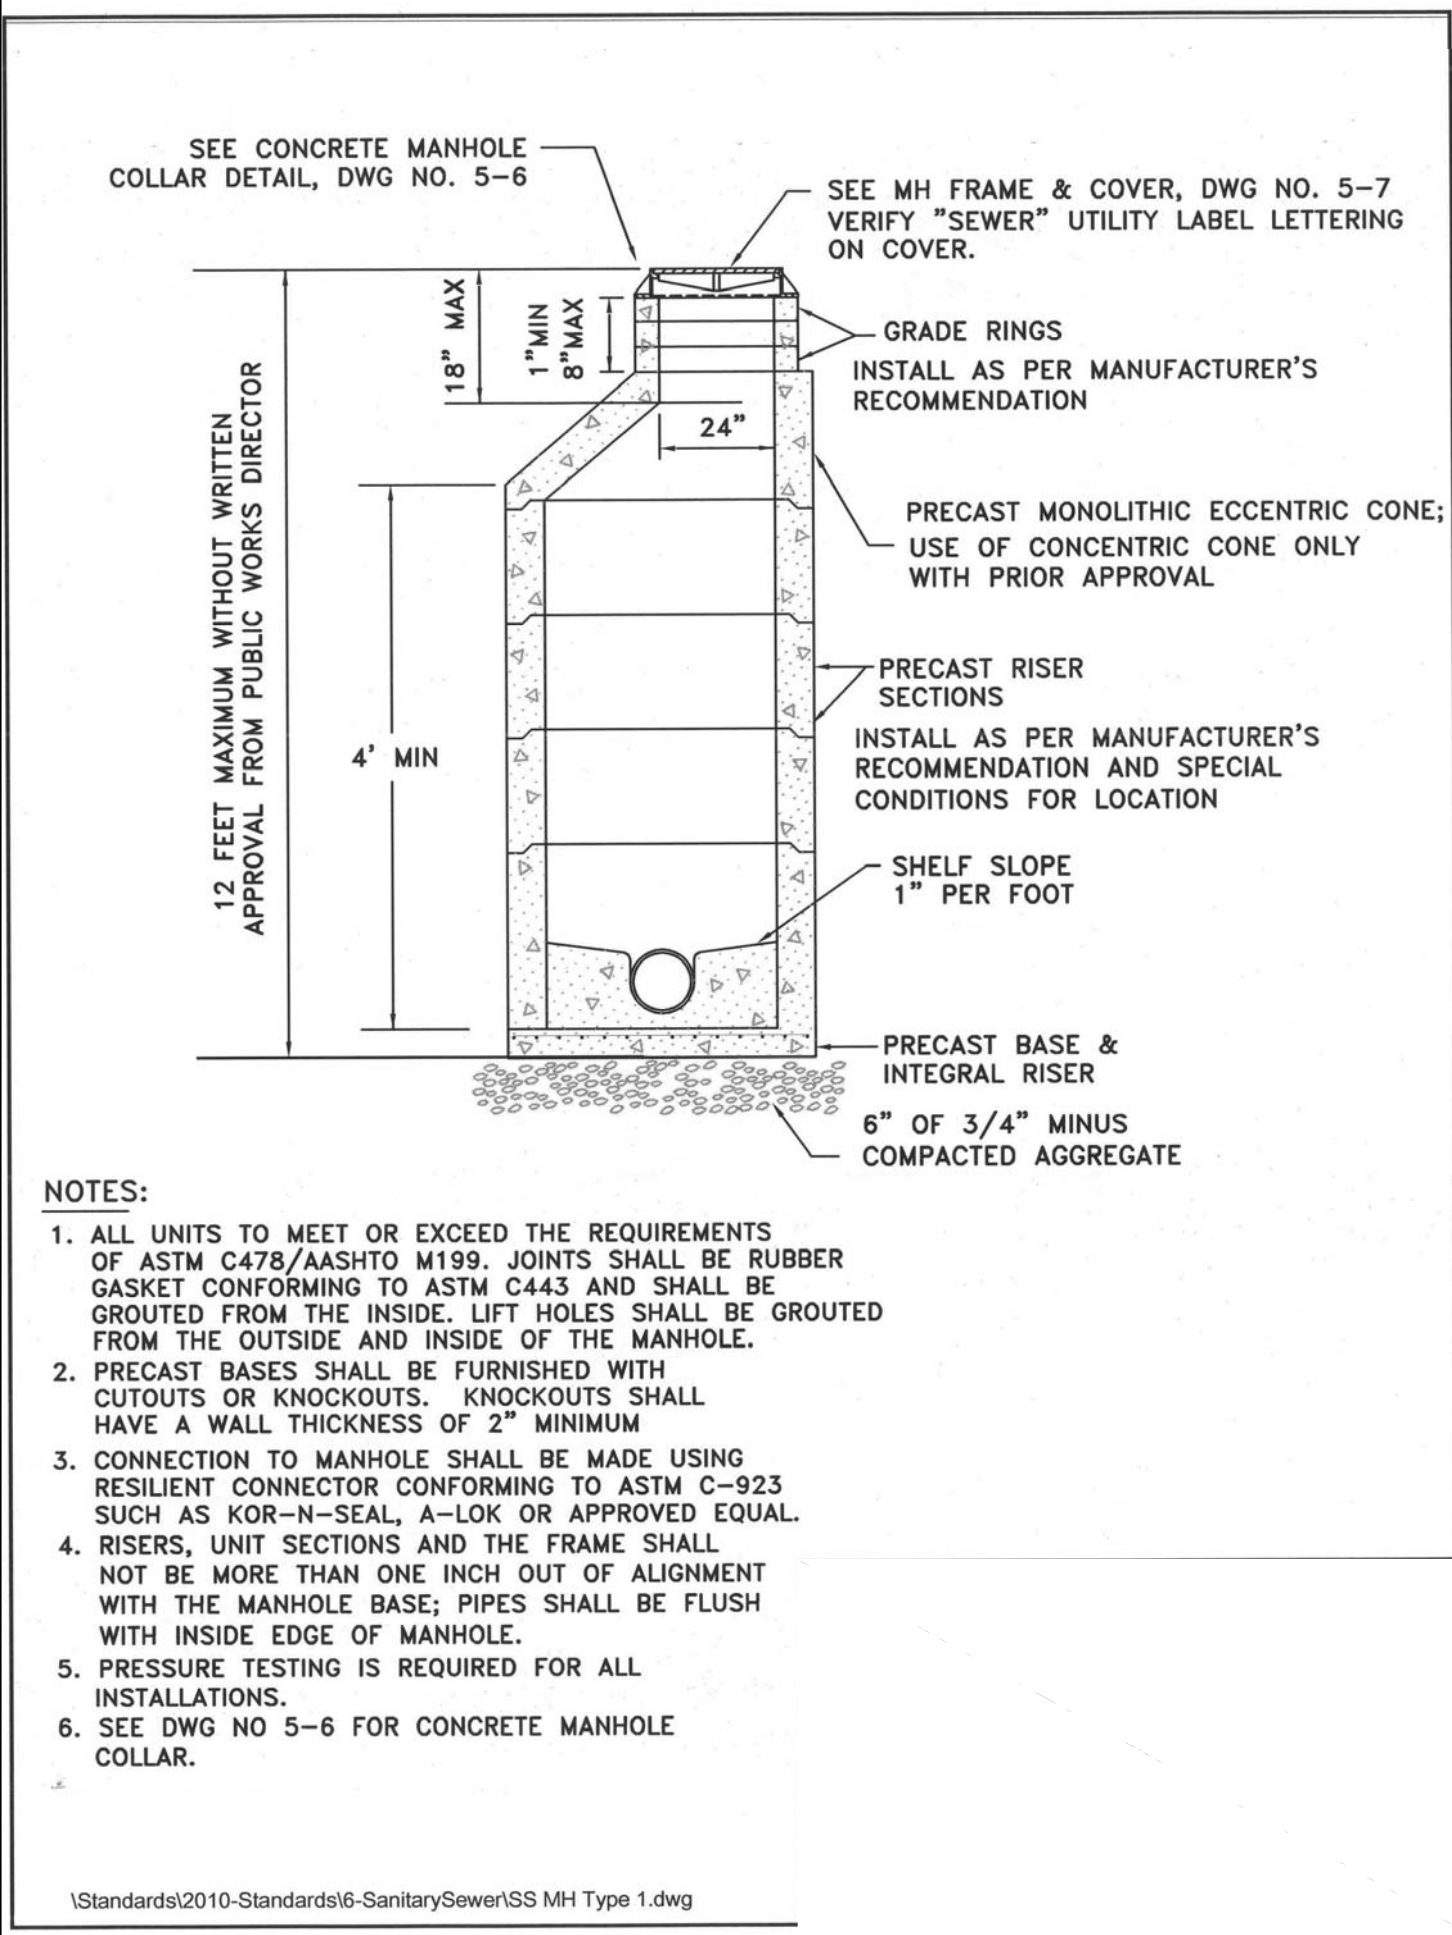 SEE CONCRETE MANHOLE
COLLAR DETAIL, DWG NO. 5-6
SEE MH FRAME & COVER, DWG NO. 5-7
VERIFY "SEWER" UTILITY LABEL LETTERING
ON COVER.
18" MAX
1"MIN
8"MAX
GRADE RINGS
INSTALL AS PER MANUFACTURER'S
RECOMMENDATION
24"
12 FEET MAXIMUM WITHOUT WRITTEN
APPROVAL FROM PUBLIC WORKS DIRECTOR
PRECAST MONOLITHIC ECCENTRIC CONE;
USE OF CONCENTRIC CONE ONLY
WITH PRIOR APPROVAL
4' MIN
PRECAST RISER
SECTIONS
INSTALL AS PER MANUFACTURER'S
RECOMMENDATION AND SPECIAL
CONDITIONS FOR LOCATION
SHELF SLOPE
1" PER FOOT
PRECAST BASE &
INTEGRAL RISER
6" OF 3/4" MINUS
COMPACTED AGGREGATE
NOTES:
1. ALL UNITS TO MEET OR EXCEED THE REQUIREMENTS
OF ASTM C478/AASHTO M199. JOINTS SHALL BE RUBBER
GASKET CONFORMING TO ASTM C443 AND SHALL BE
GROUTED FROM THE INSIDE. LIFT HOLES SHALL BE GROUTED
FROM THE OUTSIDE AND INSIDE OF THE MANHOLE.
2. PRECAST BASES SHALL BE FURNISHED WITH
CUTOUTS OR KNOCKOUTS. KNOCKOUTS SHALL
HAVE A WALL THICKNESS OF 2" MINIMUM
3. CONNECTION TO MANHOLE SHALL BE MADE USING
RESILIENT CONNECTOR CONFORMING TO ASTM C-923
SUCH AS KOR-N-SEAL, A-LOK OR APPROVED EQUAL.
4. RISERS, UNIT SECTIONS AND THE FRAME SHALL
NOT BE MORE THAN ONE INCH OUT OF ALIGNMENT
WITH THE MANHOLE BASE; PIPES SHALL BE FLUSH
WITH INSIDE EDGE OF MANHOLE.
5. PRESSURE TESTING IS REQUIRED FOR ALL
INSTALLATIONS.
6. SEE DWG NO 5-6 FOR CONCRETE MANHOLE
COLLAR.
\Standards\2010-Standards\6-SanitarySewer\SS MH Type 1.dwg